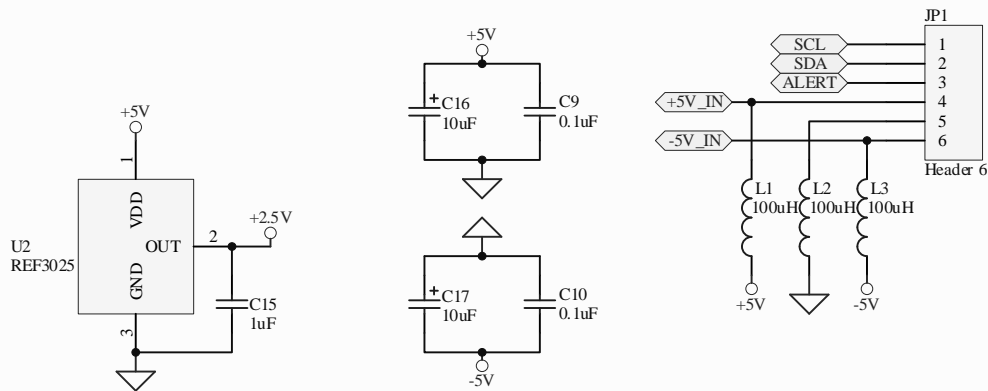 +5V
1
VDD
U2
REF3025
OUT
2
+2.5V
GND
3
C15
1uF
+5V
C16
10uF
C9
0.1uF
C17
10uF
C10
0.1uF
-5V
JP1
SCL
1
SDA
2
ALERT
3
+5V_IN
4
5
-5V_IN
6
Header 6
L1
100uH
L2
100uH
L3
100uH
+5V
-5V